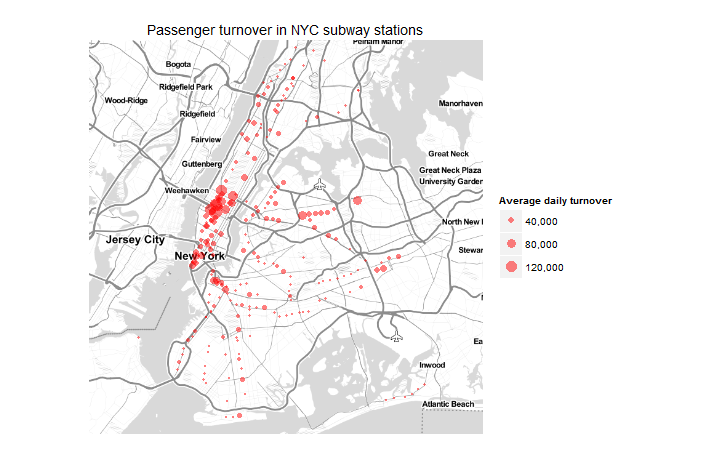 Passenger turnover in NYC subway stations
Pelham Manor
Bogota
Ridgefield Park
Wood-Ridge
Manorhaven
Ridgefield
Fairview
Great Neck
Guttenberg
Great Neck Plaza
University Garden
Weehawken
North New
Jersey City
New York
Stewar
Inwood
Atlantic Beach
Average daily turnover
40,000
80,000
120,000